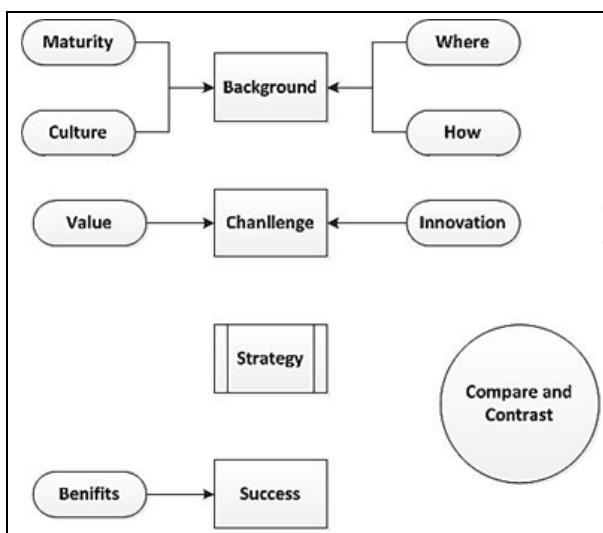 Maturity
Where
Background
Culture
How
Value
Chanllenge
Innovation
Strategy
Compare and
Contrast
Benifits
Success